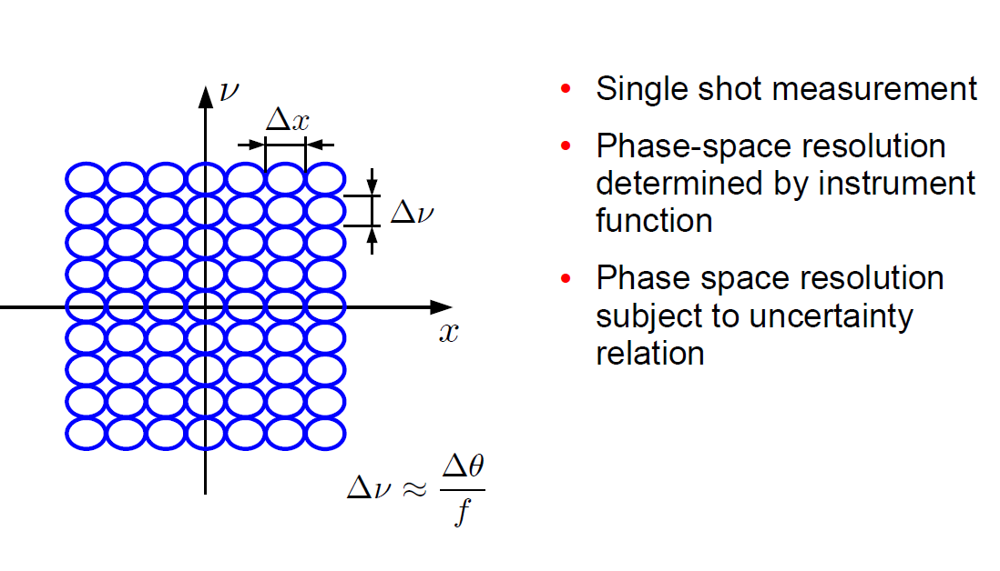 ν
Δx
Δν
x
Δν ≈ Δθ / f
• Single shot measurement
• Phase-space resolution
determined by instrument
function
• Phase space resolution
subject to uncertainty
relation